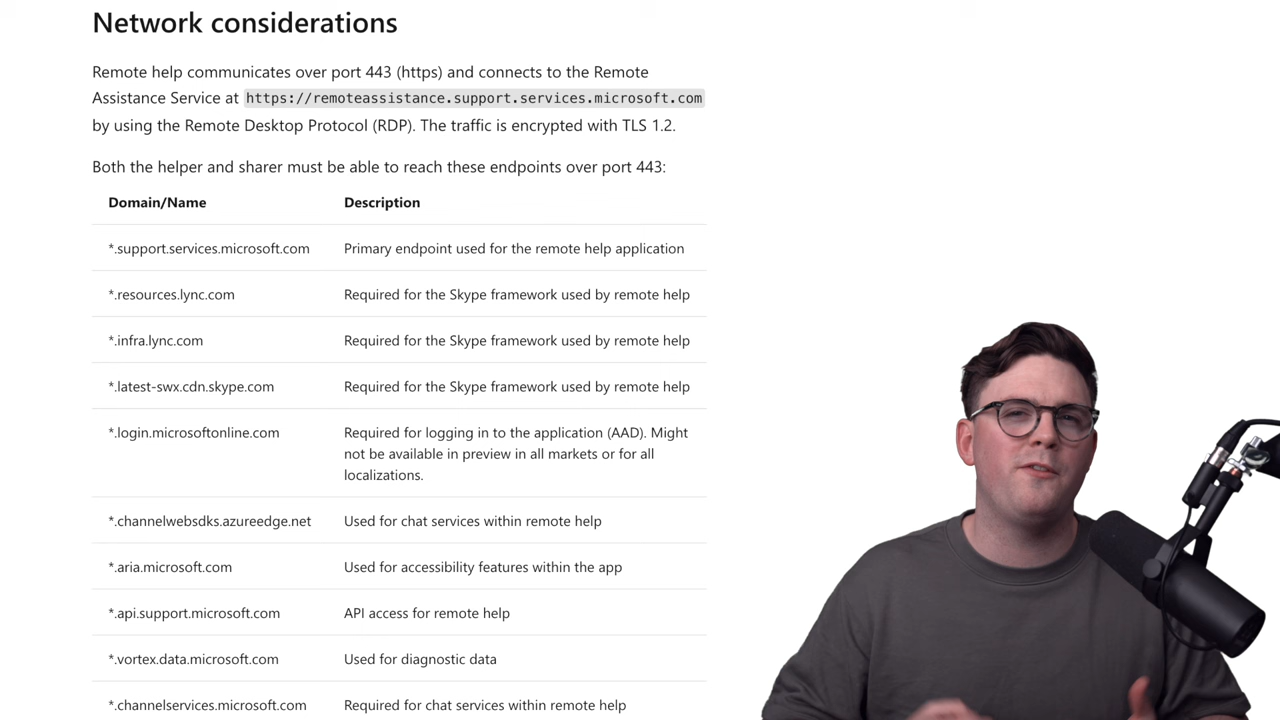 Network considerations
Remote help communicates over port 443 (https) and connects to the Remote
Assistance Service at https://remoteassistance.support.services.microsoft.com
by using the Remote Desktop Protocol (RDP). The traffic is encrypted with TLS 1.2.
Both the helper and sharer must be able to reach these endpoints over port 443:
Domain/Name Description
*.support.services.microsoft.com Primary endpoint used for the remote help application
*.resources.lync.com Required for the Skype framework used by remote help
*.infra.lync.com Required for the Skype framework used by remote help
*.latest-swx.cdn.skype.com Required for the Skype framework used by remote help
*.login.microsoftonline.com Required for logging in to the application (AAD). Might
not be available in preview in all markets or for all
localizations.
*.channelwebsdks.azureedge.net Used for chat services within remote help
*.aria.microsoft.com Used for accessibility features within the app
*.api.support.microsoft.com API access for remote help
*.vortex.data.microsoft.com Used for diagnostic data
*.channelservices.microsoft.com Required for chat services within remote help